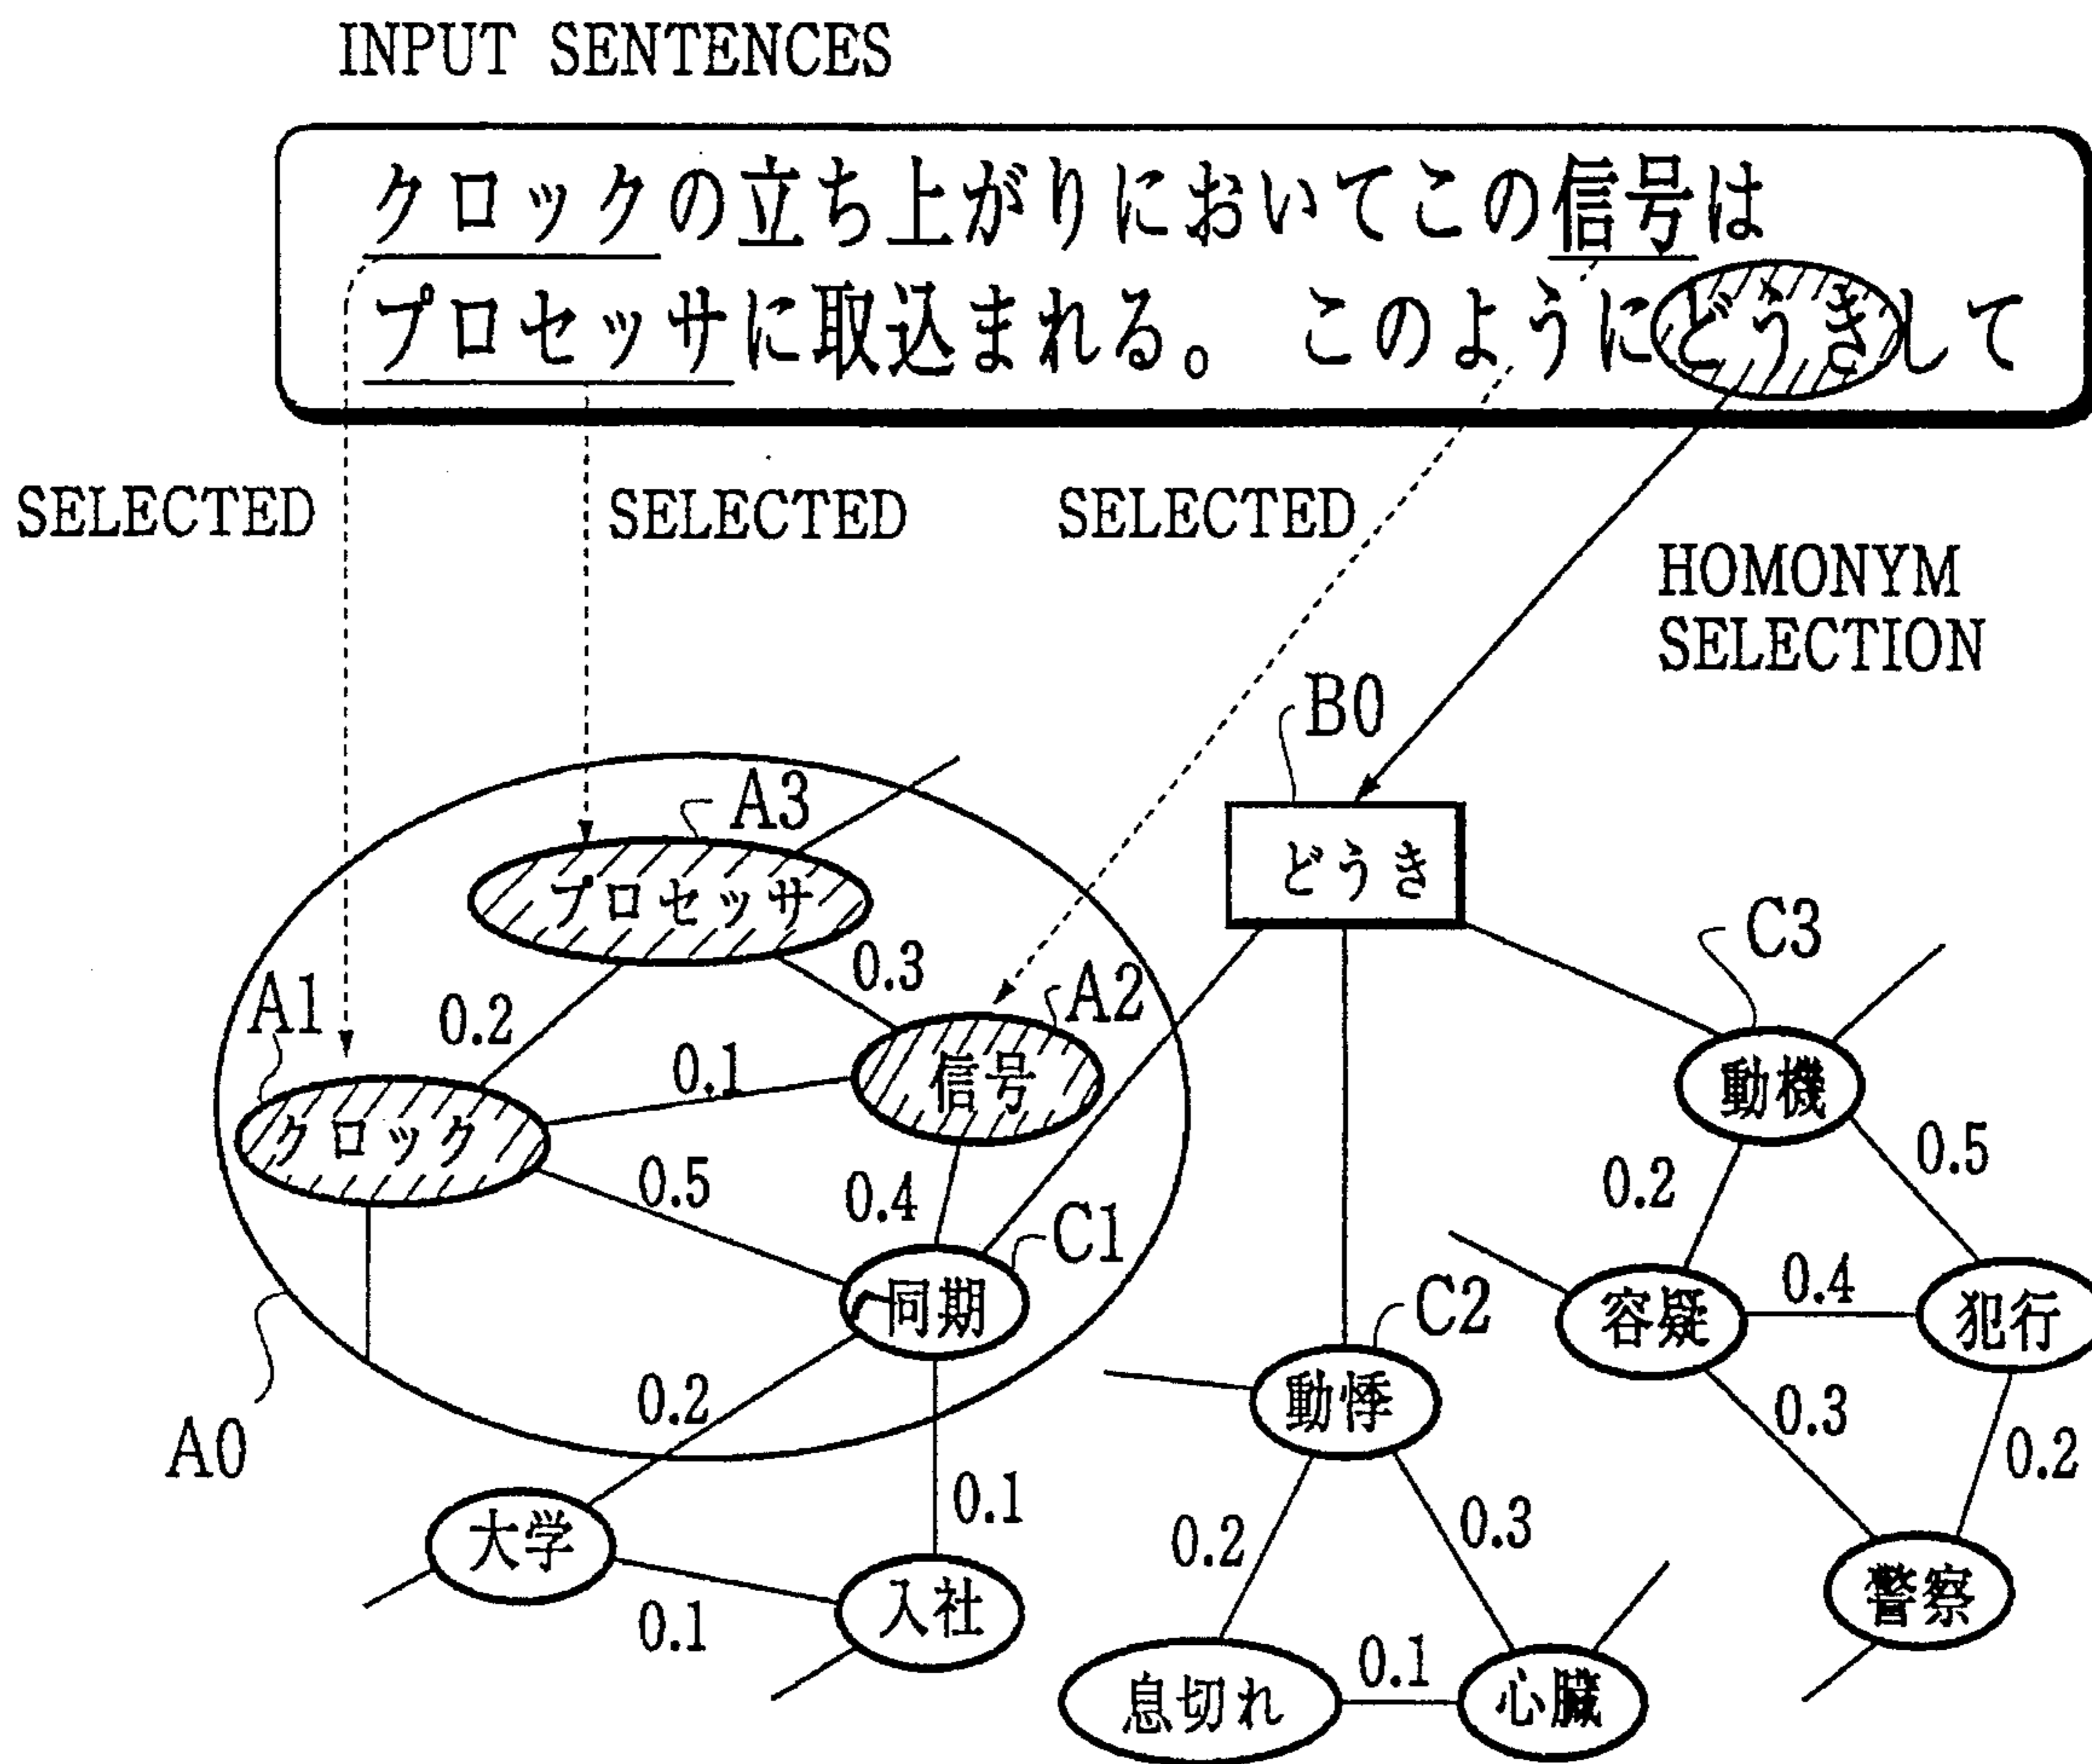 INPUT SENTENCES
クロックの立ち上がりにおいてこの信号は
プロセッサに取込まれる。 このようにどうきして
SELECTED
SELECTED
SELECTED
HOMONYM
SELECTION
B0
A3
どうき
プロセッサ
C3
0.3
A1
0.2
A2
動機
0.1
信号
クロック
0.5
0.5
0.4
0.2
C1
同期
C2
容疑
0.4
犯行
0.2
動悸
0.3
A0
0.2
0.1
大学
0.2
0.3
入社
警察
0.1
息切れ
0.1
心臓